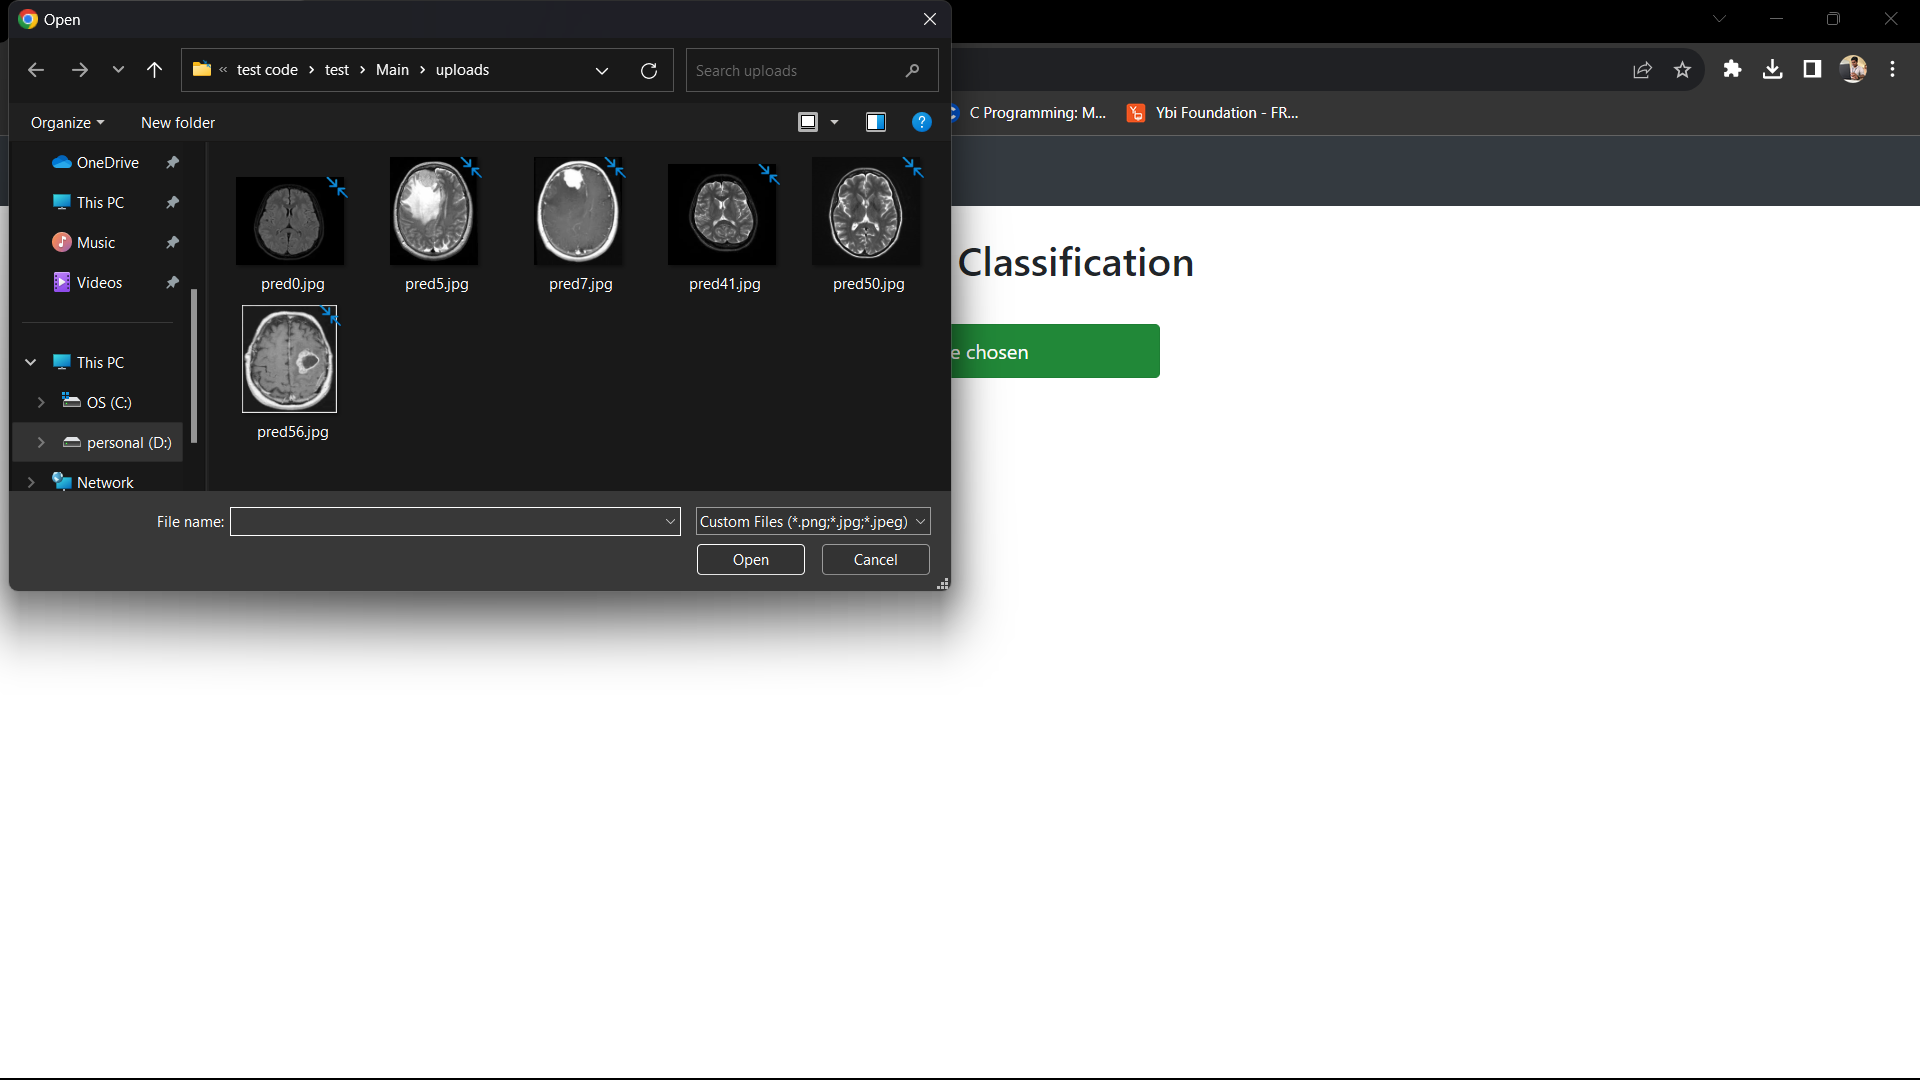 Open
« test code › test › Main › uploads
Search uploads
C Programming: M...
Ybi Foundation - FR...
Organize
New folder
OneDrive
This PC
Music
Videos
This PC
OS (C:)
personal (D:)
Network
pred0.jpg
pred5.jpg
pred7.jpg
pred41.jpg
pred50.jpg
pred56.jpg
Classification
chosen
File name:
Custom Files (*.png;*.jpg;*.jpeg)
Open
Cancel